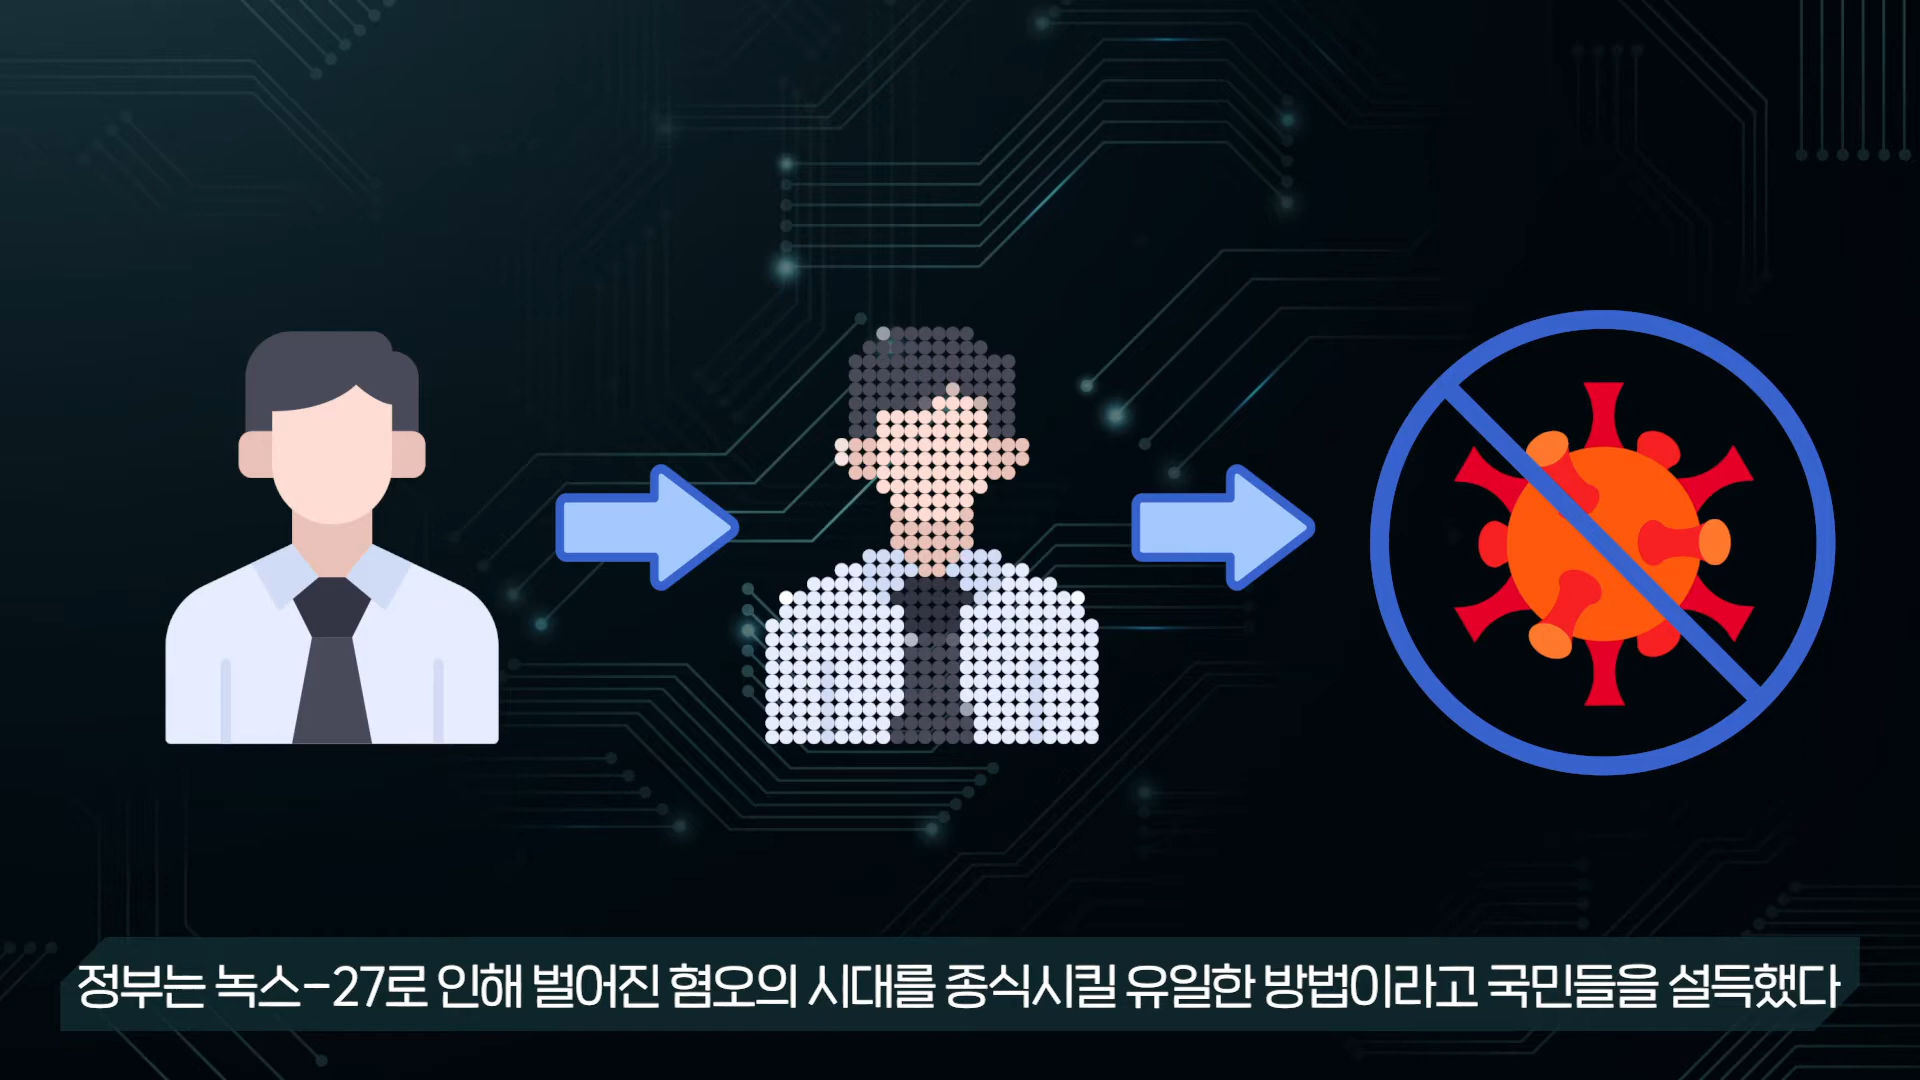 정부는 녹스-27로 인해 벌어진 혐오의 시대를 종식시킬 유일한 방법이라고 국민들을 설득했다